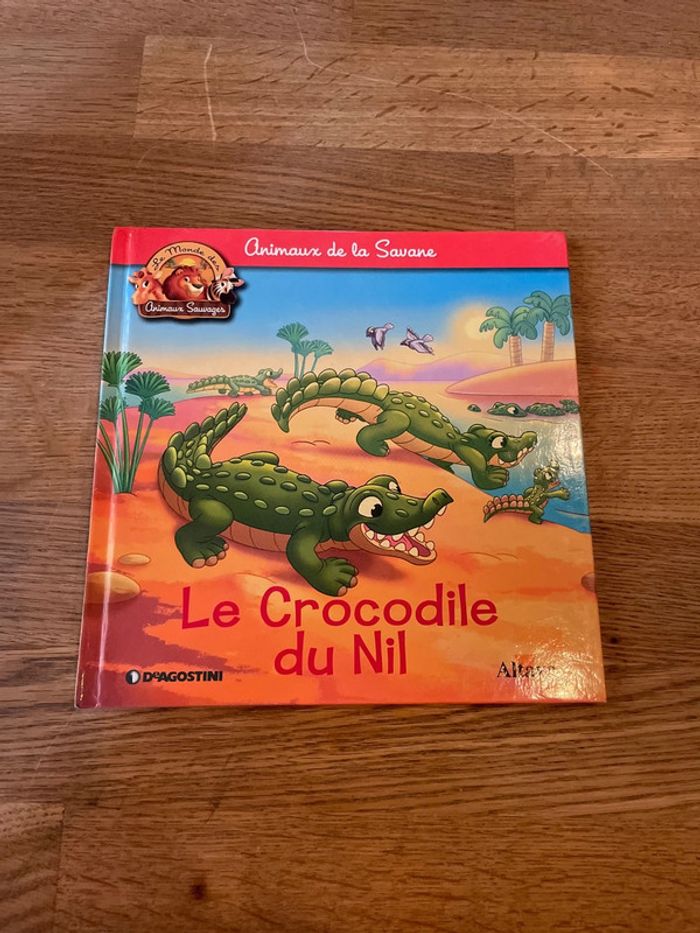 Animaux de la Savane
Le Monde des
Animaux Sauvages
Le Crocodile
du Nil
DeAGOSTINI